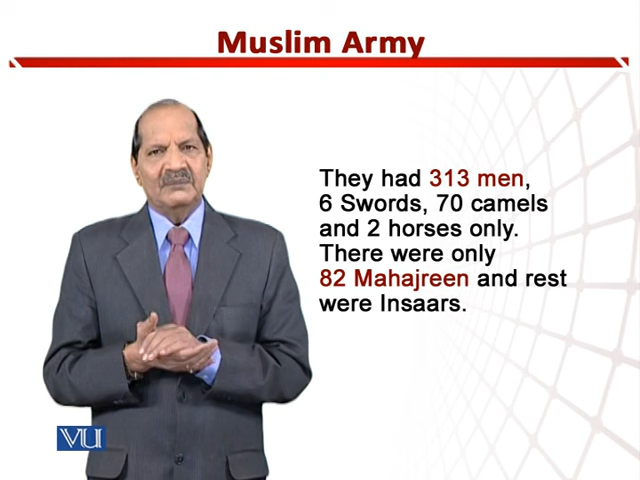 Muslim Army
They had 313 men,
6 Swords, 70 camels
and 2 horses only.
There were only
82 Mahajreen and rest
were Insaars.
VU